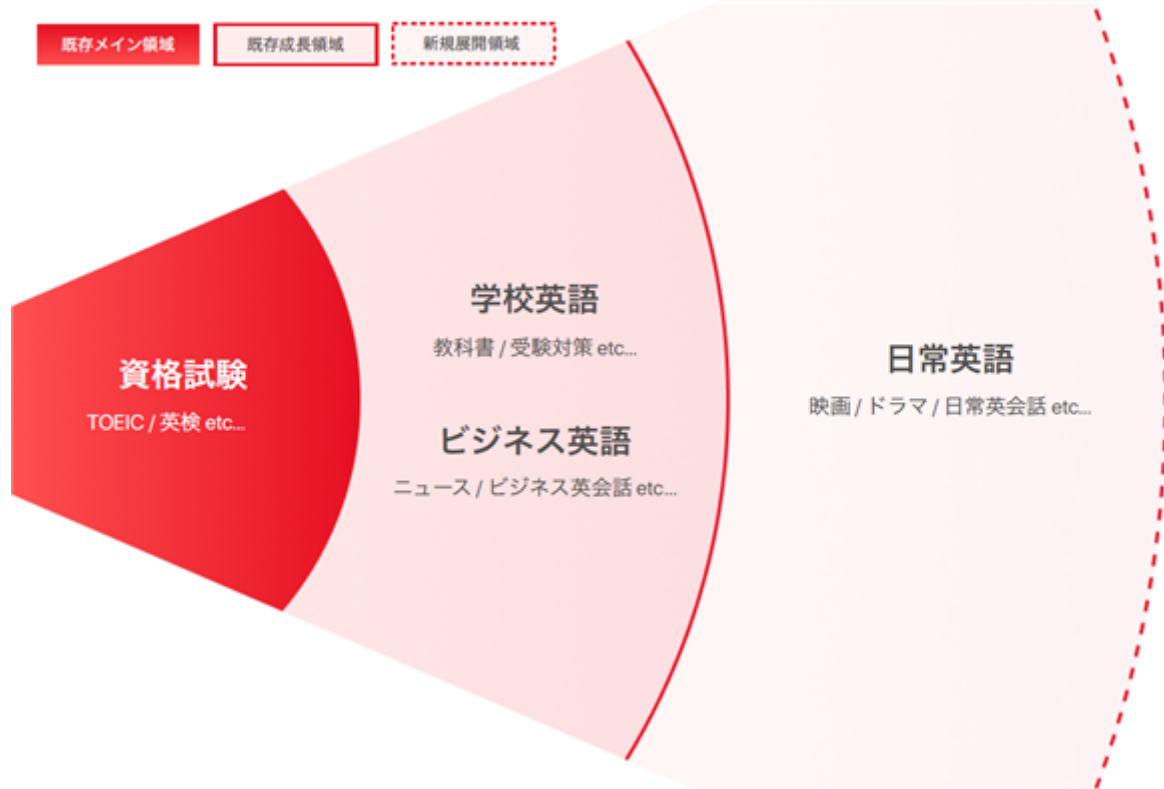 既存メイン領域
既存成長領域
新規展開領域
資格試験
TOEIC / 英検 etc...
学校英語
教科書 / 受験対策 etc...
ビジネス英語
ニュース / ビジネス英会話 etc...
日常英語
映画 / ドラマ / 日常英会話 etc...